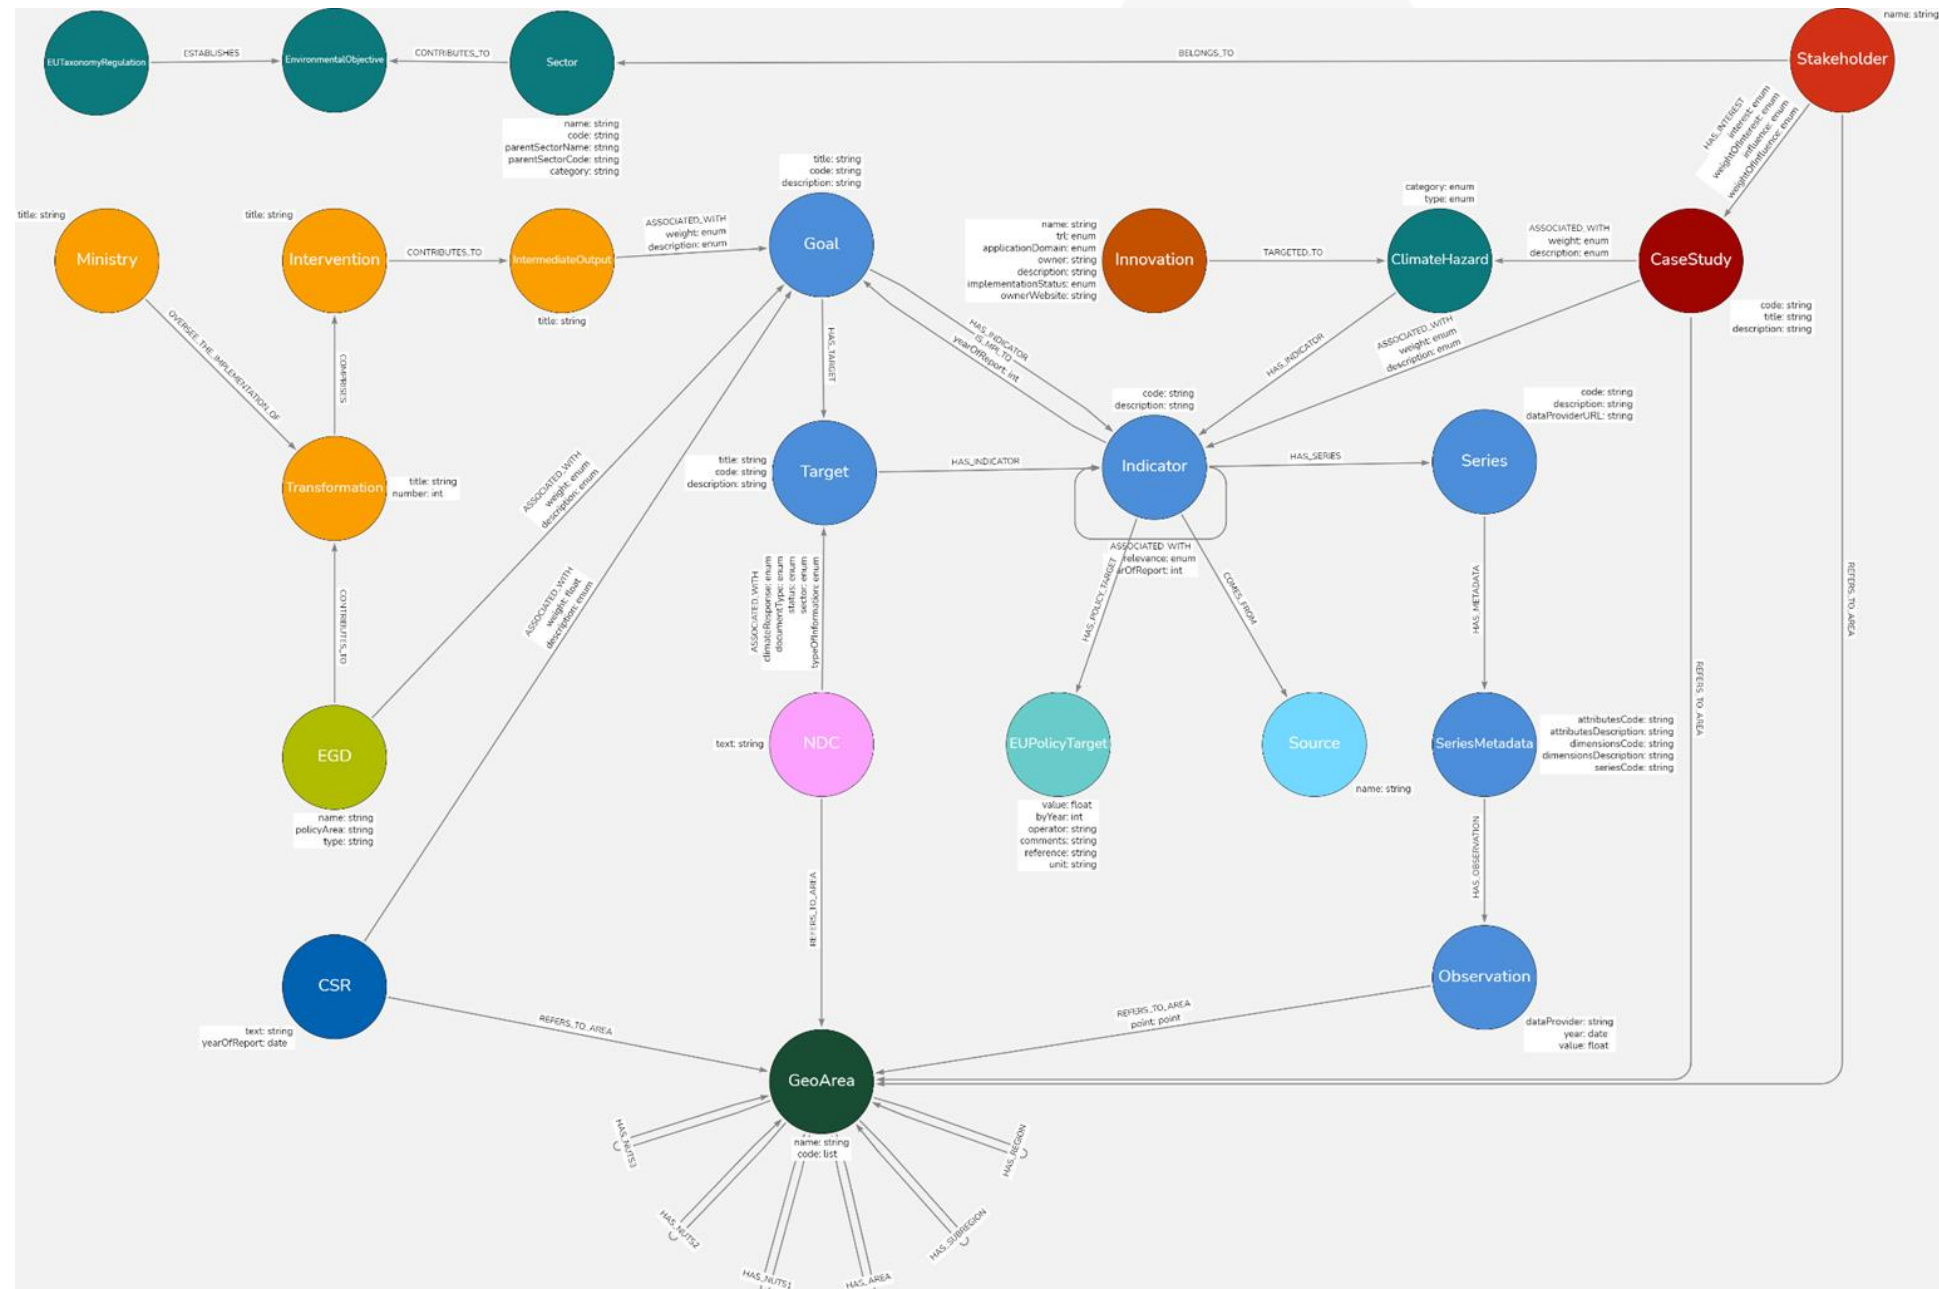 name: string
EUTaxonomyRegulation
ESTABLISHES
EnvironmentalObjective
CONTRIBUTES_TO
Sector
BELONGS_TO
Stakeholder
name: string
code: string
parentSectorName: string
parentSectorCode: string
category: string
HAS_INTEREST
interest: enum
weightOfInterest: enum
influence: enum
weightOfInfluence: enum
title: string
code: string
description: string
title: string
Ministry
title: string
Intervention
CONTRIBUTES_TO
IntermediateOutput
title: string
ASSOCIATED_WITH
weight: enum
description: enum
Goal
name: string
trl: enum
applicationDomain: enum
owner: string
description: string
implementationStatus: enum
ownerWebsite: string
Innovation
TARGETED_TO
category: enum
type: enum
ClimateHazard
ASSOCIATED_WITH
weight: enum
description: enum
CaseStudy
code: string
title: string
description: string
OVERSEE_THE_IMPLEMENTATION_OF
COMPRISES
HAS_TARGET
HAS_INDICATOR
IS_MPI_TO
yearOfReport: int
HAS_INDICATOR
ASSOCIATED_WITH
weight: enum
description: enum
Transformation
title: string
number: int
ASSOCIATED_WITH
weight: enum
description: enum
title: string
code: string
description: string
Target
HAS_INDICATOR
code: string
description: string
Indicator
HAS_SERIES
code: string
description: string
dataProviderURL: string
Series
ASSOCIATED_WITH
relevance: enum
arOfReport: int
CONTRIBUTES_TO
ASSOCIATED_WITH
weight: float
description: enum
ASSOCIATED_WITH
climateResponse: enum
documentType: enum
status: enum
sector: enum
typeOfInformation: enum
HAS_POLICY_TARGET
COMES_FROM
HAS_METADATA
REFERS_TO_AREA
REFERS_TO_AREA
EGD
name: string
policyArea: string
type: string
text: string
NDC
EUPolicyTarget
value: float
byYear: int
operator: string
comments: string
reference: string
unit: string
Source
name: string
SeriesMetadata
attributesCode: string
attributesDescription: string
dimensionsCode: string
dimensionsDescription: string
seriesCode: string
REFERS_TO_AREA
HAS_OBSERVATION
CSR
text: string
yearOfReport: date
REFERS_TO_AREA
REFERS_TO_AREA
point: point
Observation
dataProvider: string
year: date
value: float
GeoArea
name: string
code: list
HAS_NUTS3
HAS_NUTS2
HAS_NUTS1
HAS_AREA
HAS_SUBREGION
HAS_REGION